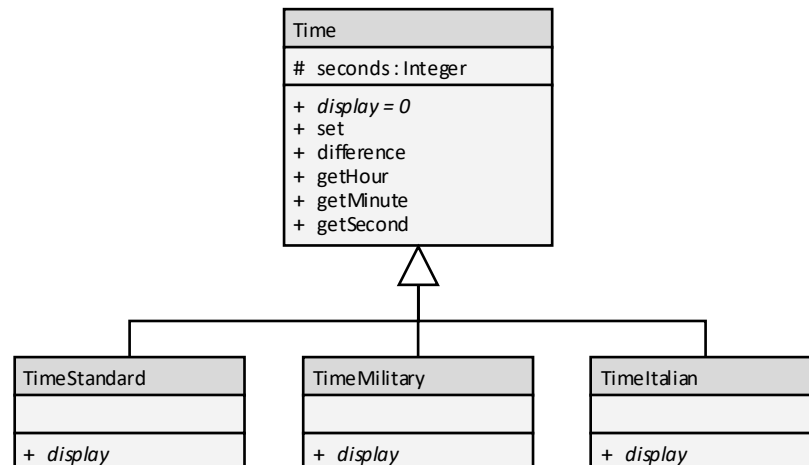 Time
# seconds : Integer
+ display = 0
+ set
+ difference
+ getHour
+ getMinute
+ getSecond
TimeStandard
+ display
TimeMilitary
+ display
TimeItalian
+ display